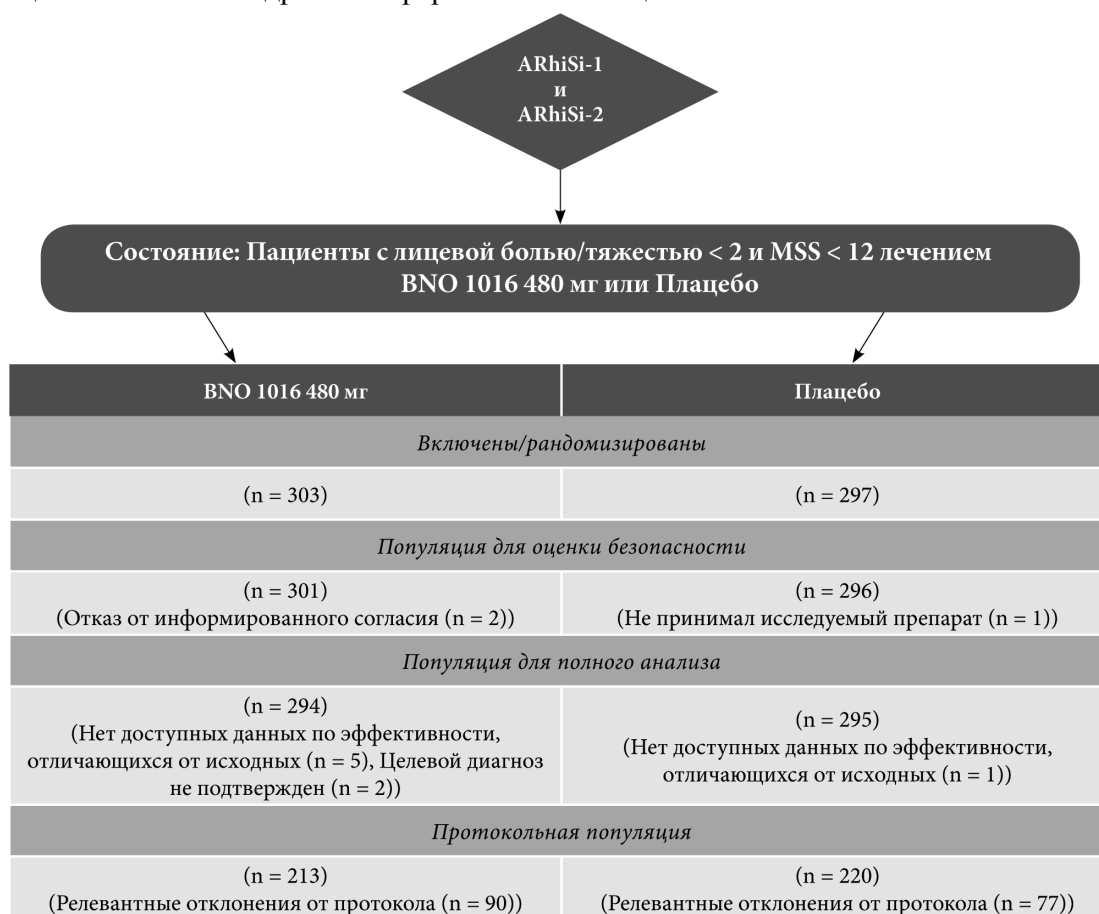 ARhiSi-1
и
ARhiSi-2
Состояние: Пациенты с лицевой болью/тяжестью < 2 и MSS < 12 лечением
BNO 1016 480 мг или Плацебо
BNO 1016 480 мг
Плацебо
Включены/рандомизированы
(n = 303)
(n = 297)
Популяция для оценки безопасности
(n = 301)
(Отказ от информированного согласия (n = 2))
(n = 296)
(Не принимал исследуемый препарат (n = 1))
Популяция для полного анализа
(n = 294)
(Нет доступных данных по эффективности,
отличающихся от исходных (n = 5), Целевой диагноз
не подтвержден (n = 2))
(n = 295)
(Нет доступных данных по эффективности,
отличающихся от исходных (n = 1))
Протокольная популяция
(n = 213)
(Релевантные отклонения от протокола (n = 90))
(n = 220)
(Релевантные отклонения от протокола (n = 77))